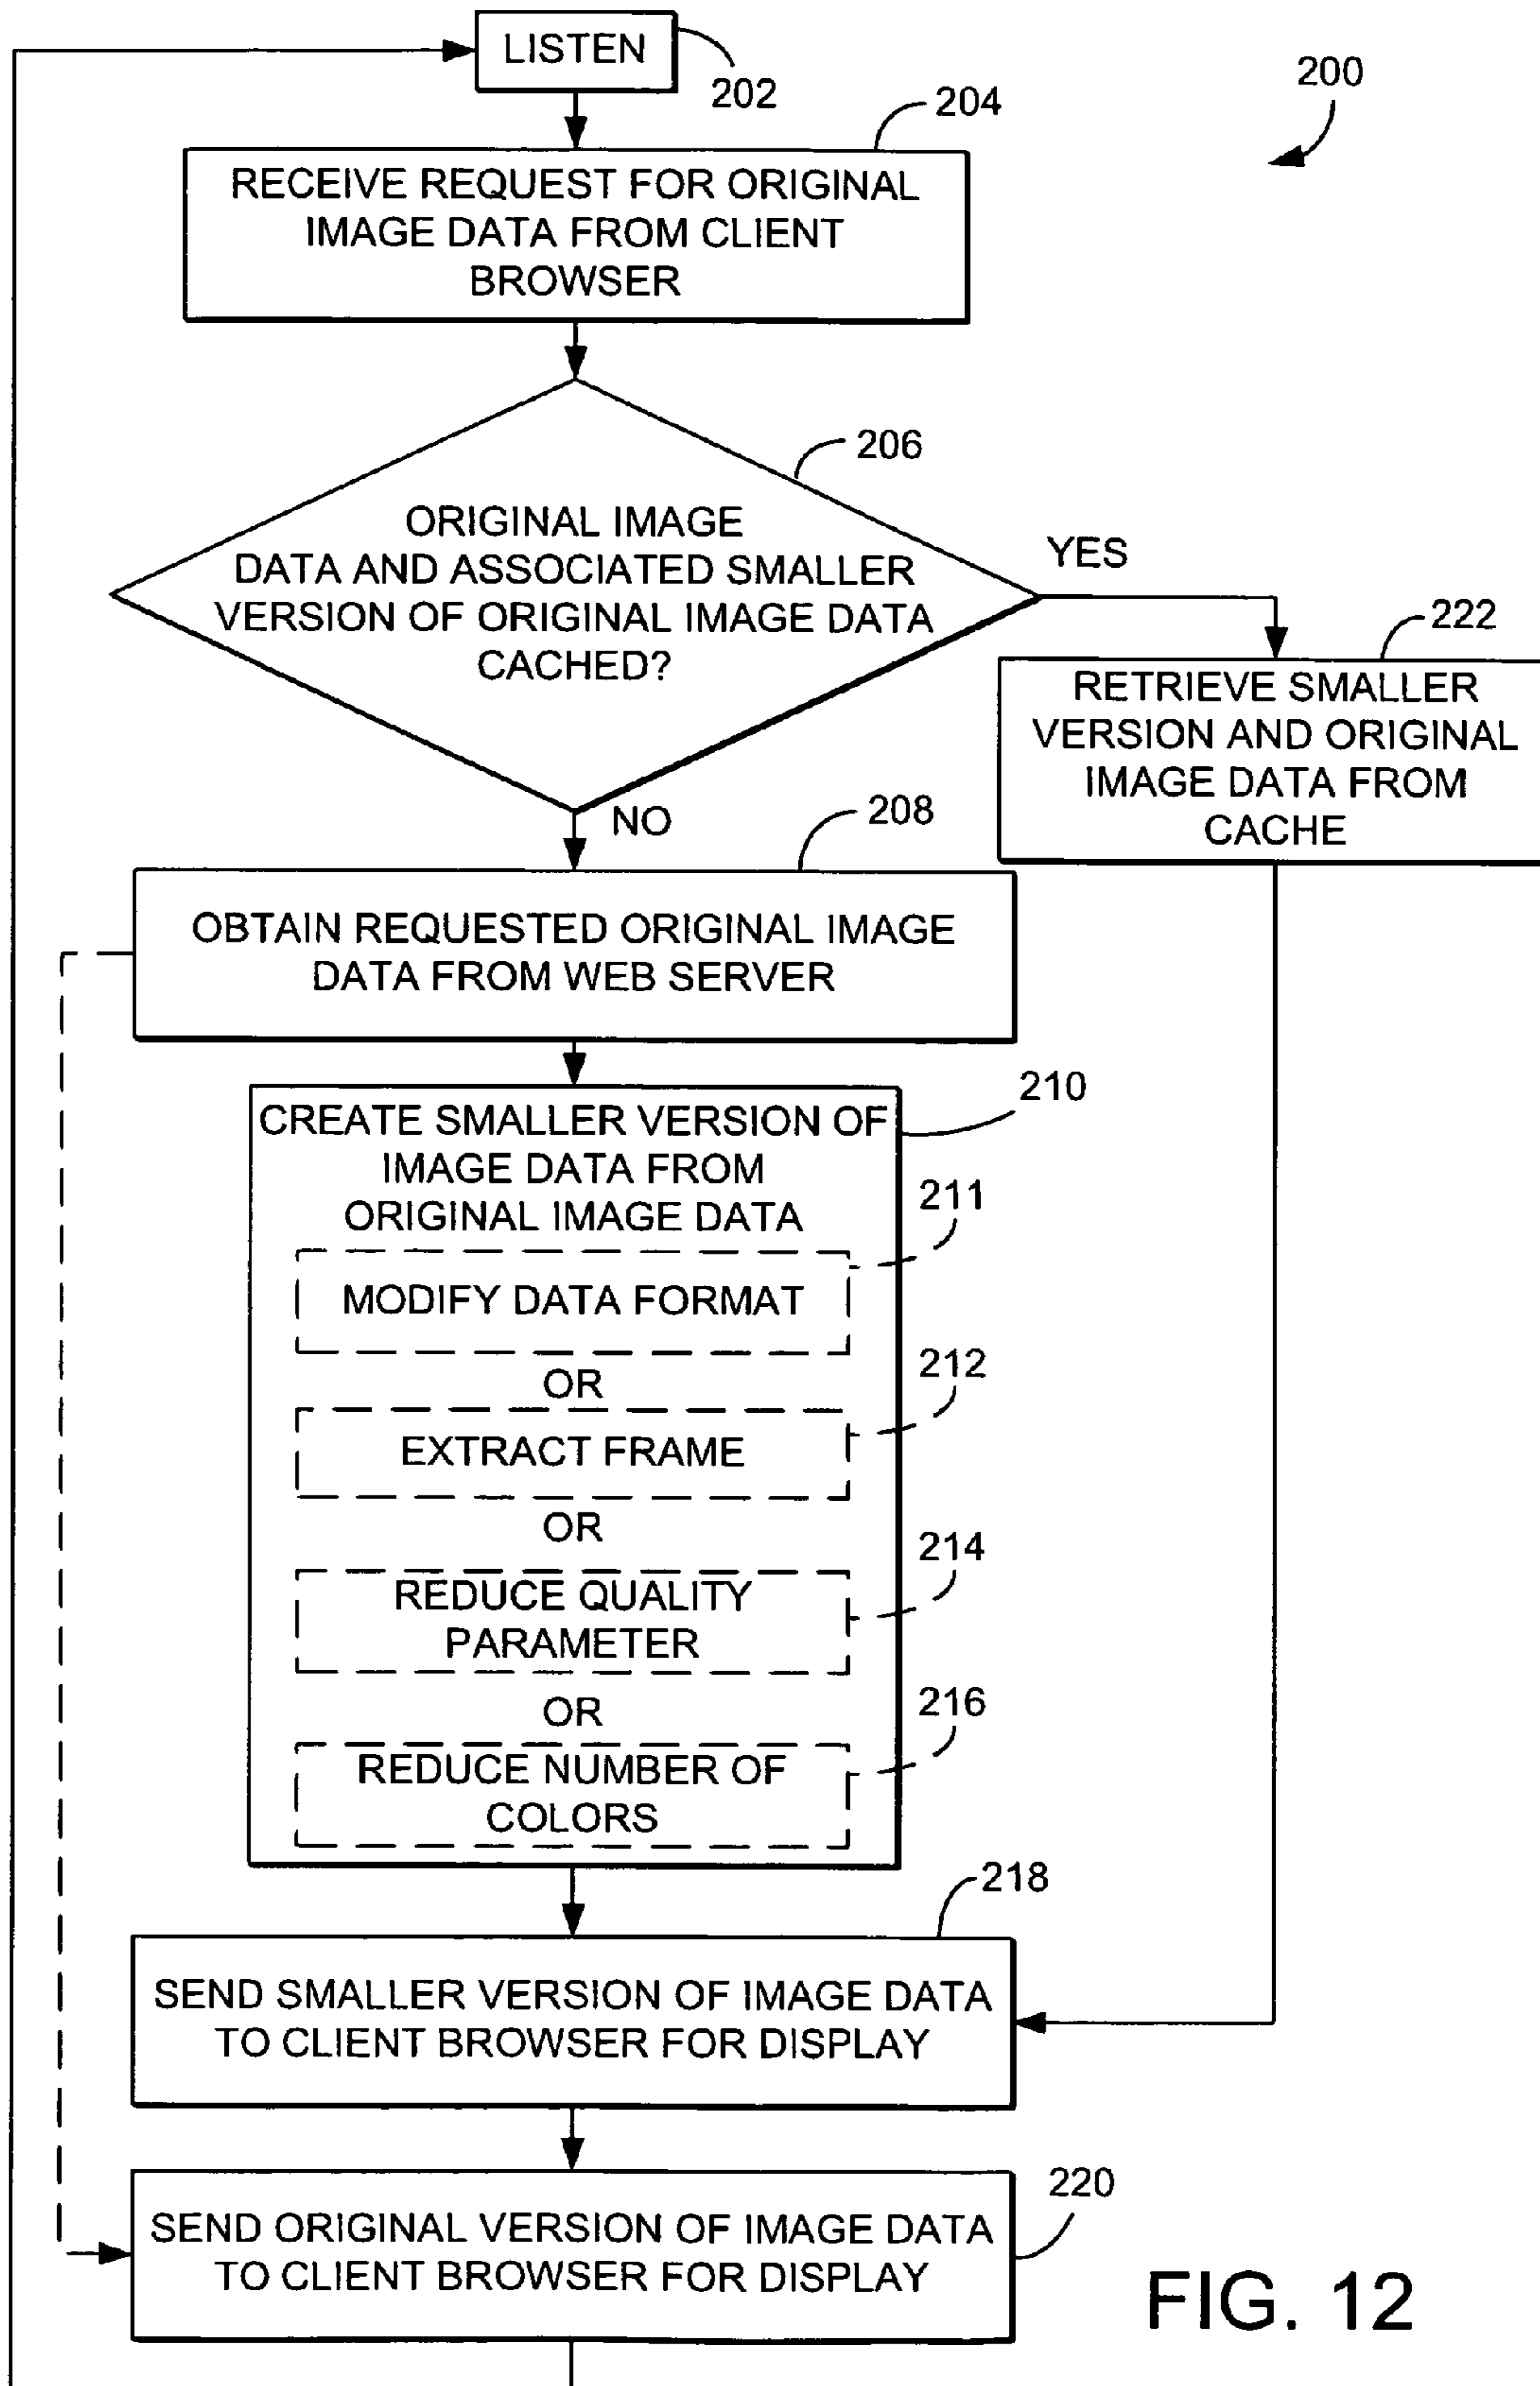 LISTEN
202
200
204
RECEIVE REQUEST FOR ORIGINAL
IMAGE DATA FROM CLIENT
BROWSER
206
ORIGINAL IMAGE
DATA AND ASSOCIATED SMALLER
VERSION OF ORIGINAL IMAGE DATA
CACHED?
YES
222
RETRIEVE SMALLER
VERSION AND ORIGINAL
IMAGE DATA FROM
CACHE
NO
208
OBTAIN REQUESTED ORIGINAL IMAGE
DATA FROM WEB SERVER
210
CREATE SMALLER VERSION OF
IMAGE DATA FROM
ORIGINAL IMAGE DATA
211
MODIFY DATA FORMAT
OR
212
EXTRACT FRAME
OR
214
REDUCE QUALITY
PARAMETER
OR
216
REDUCE NUMBER OF
COLORS
218
SEND SMALLER VERSION OF IMAGE DATA
TO CLIENT BROWSER FOR DISPLAY
220
SEND ORIGINAL VERSION OF IMAGE DATA
TO CLIENT BROWSER FOR DISPLAY
FIG. 12